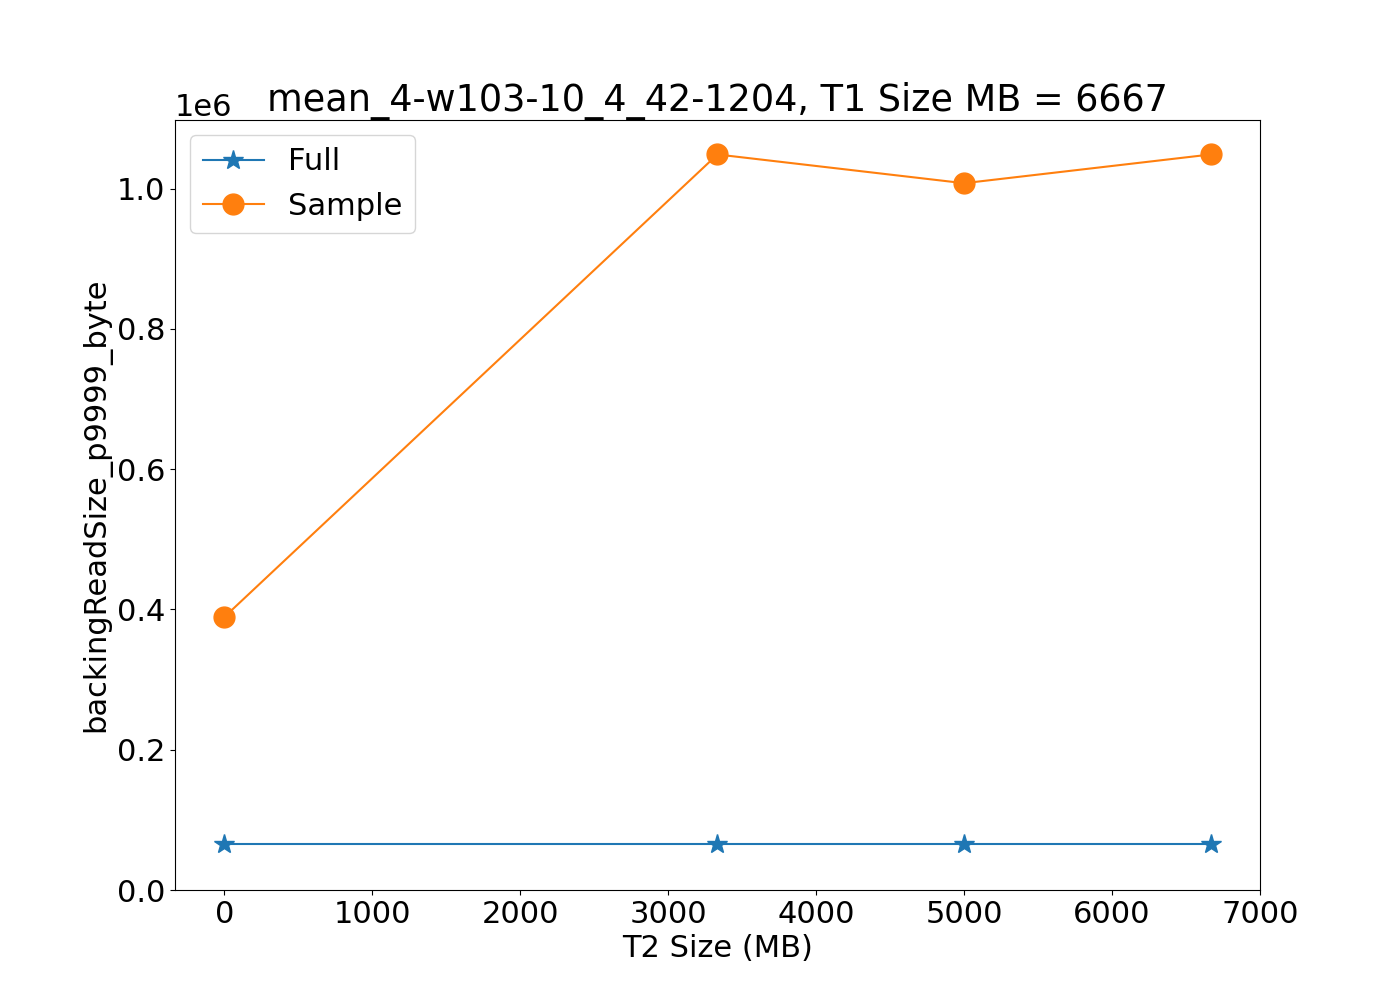 mean_4-w103-10_4_42-1204, T1 Size MB = 6667
1e6
Full
Sample
1.0
0.8
0.6
0.4
0.2
0.0
backingReadSize_p9999_byte
0 1000 2000 3000 4000 5000 6000 7000
T2 Size (MB)